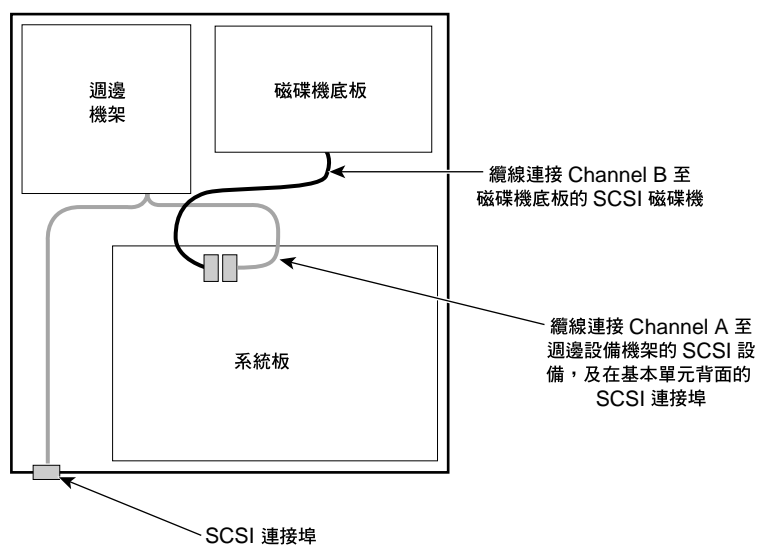 週邊
機架
磁碟機底板
纜線連接 Channel B 至
磁碟機底板的 SCSI 磁碟機
纜線連接 Channel A 至
週邊設備機架的 SCSI 設
備，及在基本單元背面的
SCSI 連接埠
系統板
SCSI 連接埠